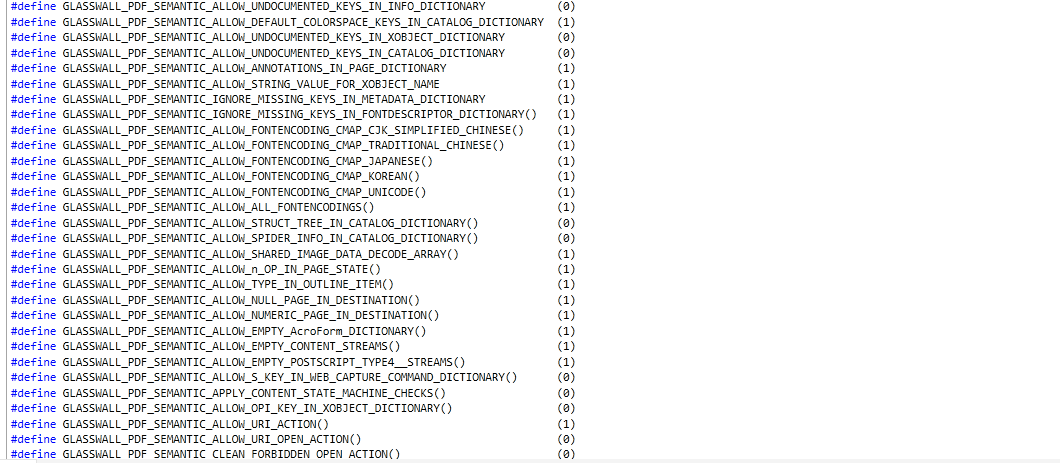 #define GLASSWALL_PDF_SEMANTIC_ALLOW_UNDOCUMENTED_KEYS_IN_INFO_DICTIONARY (0)
#define GLASSWALL_PDF_SEMANTIC_ALLOW_DEFAULT_COLORSPACE_KEYS_IN_CATALOG_DICTIONARY (1)
#define GLASSWALL_PDF_SEMANTIC_ALLOW_UNDOCUMENTED_KEYS_IN_XOBJECT_DICTIONARY (0)
#define GLASSWALL_PDF_SEMANTIC_ALLOW_UNDOCUMENTED_KEYS_IN_CATALOG_DICTIONARY (0)
#define GLASSWALL_PDF_SEMANTIC_ALLOW_ANNOTATIONS_IN_PAGE_DICTIONARY (1)
#define GLASSWALL_PDF_SEMANTIC_ALLOW_STRING_VALUE_FOR_XOBJECT_NAME (1)
#define GLASSWALL_PDF_SEMANTIC_IGNORE_MISSING_KEYS_IN_METADATA_DICTIONARY (1)
#define GLASSWALL_PDF_SEMANTIC_IGNORE_MISSING_KEYS_IN_FONTDESCRIPTOR_DICTIONARY() (1)
#define GLASSWALL_PDF_SEMANTIC_ALLOW_FONTENCODING_CMAP_CJK_SIMPLIFIED_CHINESE() (1)
#define GLASSWALL_PDF_SEMANTIC_ALLOW_FONTENCODING_CMAP_TRADITIONAL_CHINESE() (1)
#define GLASSWALL_PDF_SEMANTIC_ALLOW_FONTENCODING_CMAP_JAPANESE() (1)
#define GLASSWALL_PDF_SEMANTIC_ALLOW_FONTENCODING_CMAP_KOREAN() (1)
#define GLASSWALL_PDF_SEMANTIC_ALLOW_FONTENCODING_CMAP_UNICODE() (1)
#define GLASSWALL_PDF_SEMANTIC_ALLOW_ALL_FONTENCODINGS() (1)
#define GLASSWALL_PDF_SEMANTIC_ALLOW_STRUCT_TREE_IN_CATALOG_DICTIONARY() (0)
#define GLASSWALL_PDF_SEMANTIC_ALLOW_SPIDER_INFO_IN_CATALOG_DICTIONARY() (0)
#define GLASSWALL_PDF_SEMANTIC_ALLOW_SHARED_IMAGE_DATA_DECODE_ARRAY() (1)
#define GLASSWALL_PDF_SEMANTIC_ALLOW_n_OP_IN_PAGE_STATE() (1)
#define GLASSWALL_PDF_SEMANTIC_ALLOW_TYPE_IN_OUTLINE_ITEM() (1)
#define GLASSWALL_PDF_SEMANTIC_ALLOW_NULL_PAGE_IN_DESTINATION() (1)
#define GLASSWALL_PDF_SEMANTIC_ALLOW_NUMERIC_PAGE_IN_DESTINATION() (1)
#define GLASSWALL_PDF_SEMANTIC_ALLOW_EMPTY_AcroForm_DICTIONARY() (1)
#define GLASSWALL_PDF_SEMANTIC_ALLOW_EMPTY_CONTENT_STREAMS() (1)
#define GLASSWALL_PDF_SEMANTIC_ALLOW_EMPTY_POSTSCRIPT_TYPE4__STREAMS() (1)
#define GLASSWALL_PDF_SEMANTIC_ALLOW_S_KEY_IN_WEB_CAPTURE_COMMAND_DICTIONARY() (0)
#define GLASSWALL_PDF_SEMANTIC_APPLY_CONTENT_STATE_MACHINE_CHECKS() (0)
#define GLASSWALL_PDF_SEMANTIC_ALLOW_OPI_KEY_IN_XOBJECT_DICTIONARY() (0)
#define GLASSWALL_PDF_SEMANTIC_ALLOW_URI_ACTION() (1)
#define GLASSWALL_PDF_SEMANTIC_ALLOW_URI_OPEN_ACTION() (0)
#define GLASSWALL_PDF_SEMANTIC_CLEAN_FORBIDDEN_OPEN_ACTION() (0)